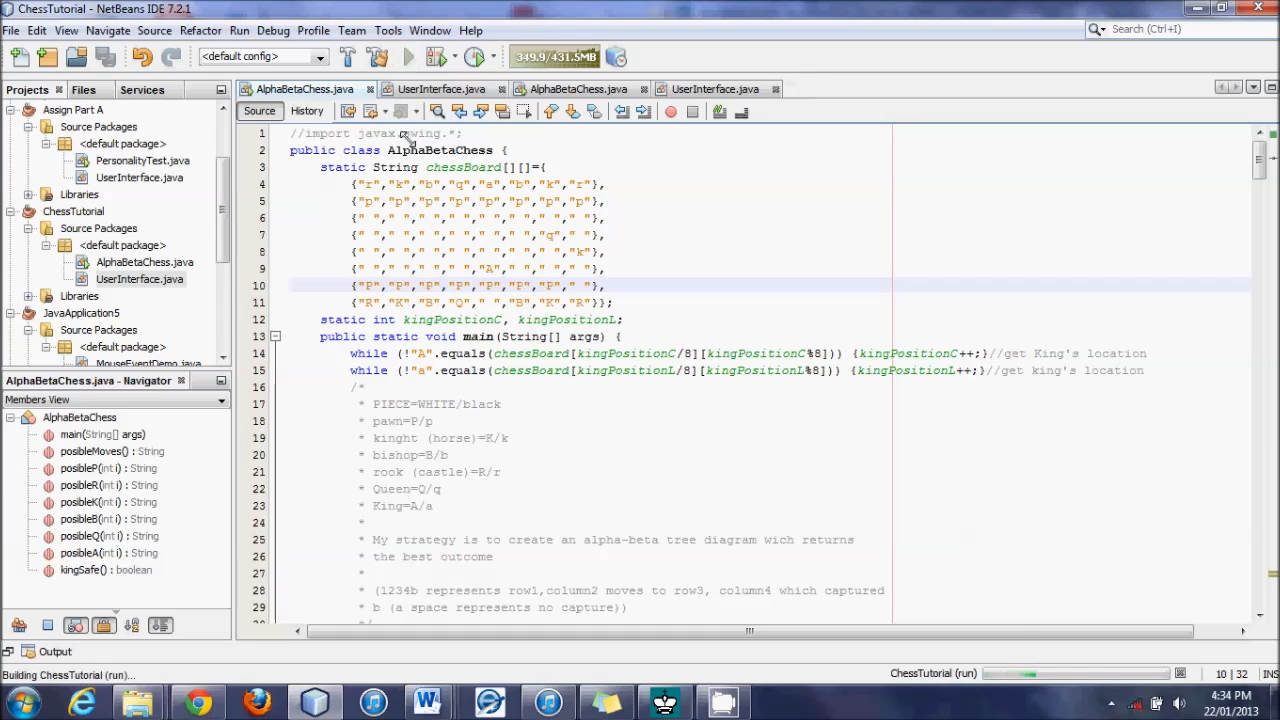 ChessTutorial - NetBeans IDE 7.2.1
File Edit View Navigate Source Refactor Run Debug Profile Team Tools Window Help
Search (Ctrl+I)
<default config>
349.9/431.5MB
Projects Files Services
AlphaBetaChess.java UserInterface.java AlphaBetaChess.java UserInterface.java
Source History
Assign Part A
Source Packages
<default package>
PersonalityTest.java
UserInterface.java
Libraries
ChessTutorial
Source Packages
<default package>
AlphaBetaChess.java
UserInterface.java
Libraries
JavaApplication5
Source Packages
<default package>
MouseEventDemo.java
AlphaBetaChess.java - Navigator
Members View
AlphaBetaChess
main(String[] args)
posibleMoves() : String
posibleP(int i) : String
posibleR(int i) : String
posibleK(int i) : String
posibleB(int i) : String
posibleQ(int i) : String
posibleA(int i) : String
kingSafe() : boolean
1 //import javax.swing.*;
2 public class AlphaBetaChess {
3 static String chessBoard[][]={
4 {"r","k","b","q","a","b","k","r"},
5 {"p","p","p","p","p","p","p","p"},
6 {" "," "," "," "," "," "," "," "},
7 {" "," "," "," "," "," ","q"," "},
8 {" "," "," "," "," "," "," ","k"},
9 {" "," "," "," ","A"," "," "," "},
10 {"P","P","P","P","P","P","P"," "},
11 {"R","K","B","Q"," ","B","K","R"}};
12 static int kingPositionC, kingPositionL;
13 public static void main(String[] args) {
14 while (!"A".equals(chessBoard[kingPositionC/8][kingPositionC%8])) {kingPositionC++;}//get King's location
15 while (!"a".equals(chessBoard[kingPositionL/8][kingPositionL%8])) {kingPositionL++;}//get king's location
16 /*
17 * PIECE=WHITE/black
18 * pawn=P/p
19 * kinght (horse)=K/k
20 * bishop=B/b
21 * rook (castle)=R/r
22 * Queen=Q/q
23 * King=A/a
24 *
25 * My strategy is to create an alpha-beta tree diagram wich returns
26 * the best outcome
27 *
28 * (1234b represents row1,column2 moves to row3, column4 which captured
29 * b (a space represents no capture))
Output
Building ChessTutorial (run)...
ChessTutorial (run)
10 | 32
INS
4:34 PM
22/01/2013